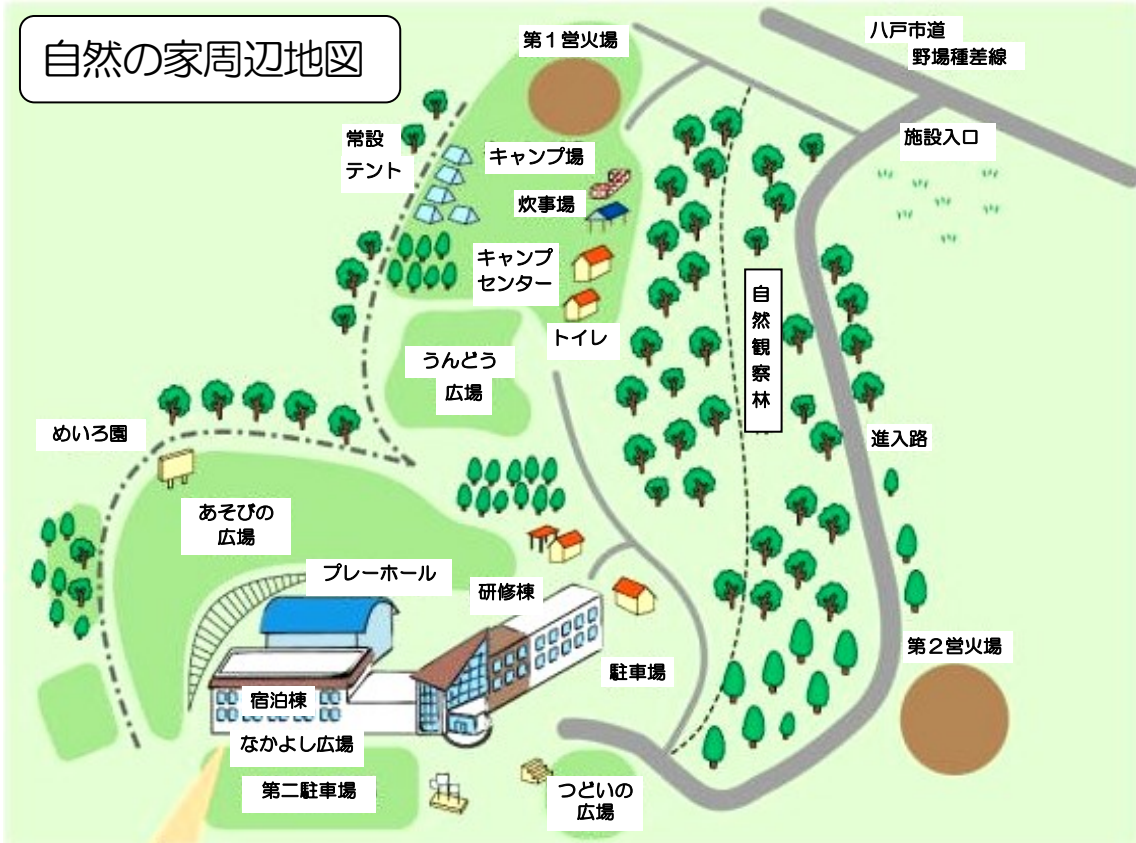 自然の家周辺地図
第１営火場
八戸市道
野場種差線
施設入口
常設
テント
キャンプ場
炊事場
キャンプ
センター
トイレ
自然観察林
うんどう
広場
めいろ園
進入路
あそびの
広場
プレーホール
研修棟
駐車場
第２営火場
宿泊棟
なかよし広場
第二駐車場
つどいの
広場